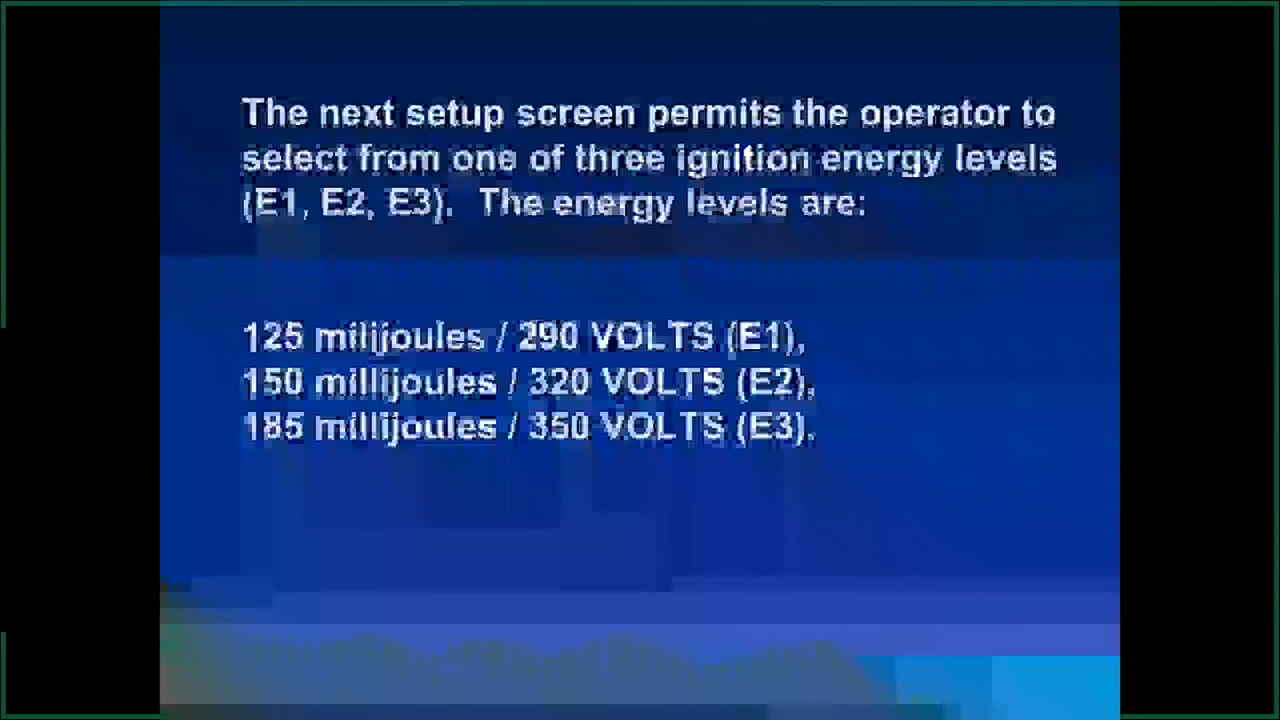 The next setup screen permits the operator to
select from one of three ignition energy levels
(E1, E2, E3).  The energy levels are:
125 milijoules / 290 VOLTS (E1),
150 millijoules / 320 VOLTS (E2),
185 millijoules / 350 VOLTS (E3).